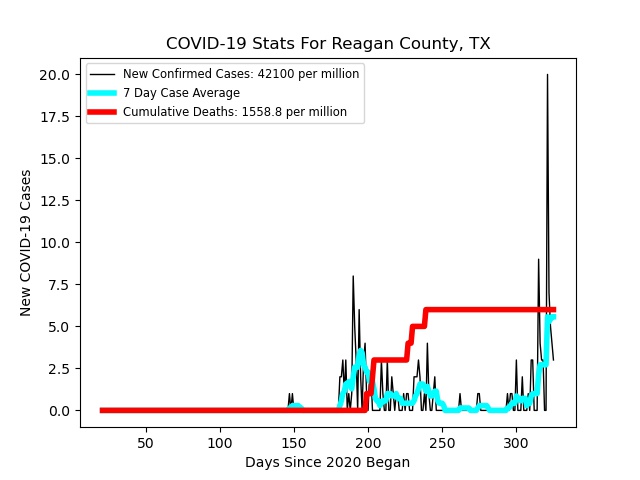 COVID-19 Stats For Reagan County, TX
New Confirmed Cases: 42100 per million
7 Day Case Average
Cumulative Deaths: 1558.8 per million
New COVID-19 Cases
20.0
17.5
15.0
12.5
10.0
7.5
5.0
2.5
0.0
50 100 150 200 250 300
Days Since 2020 Began